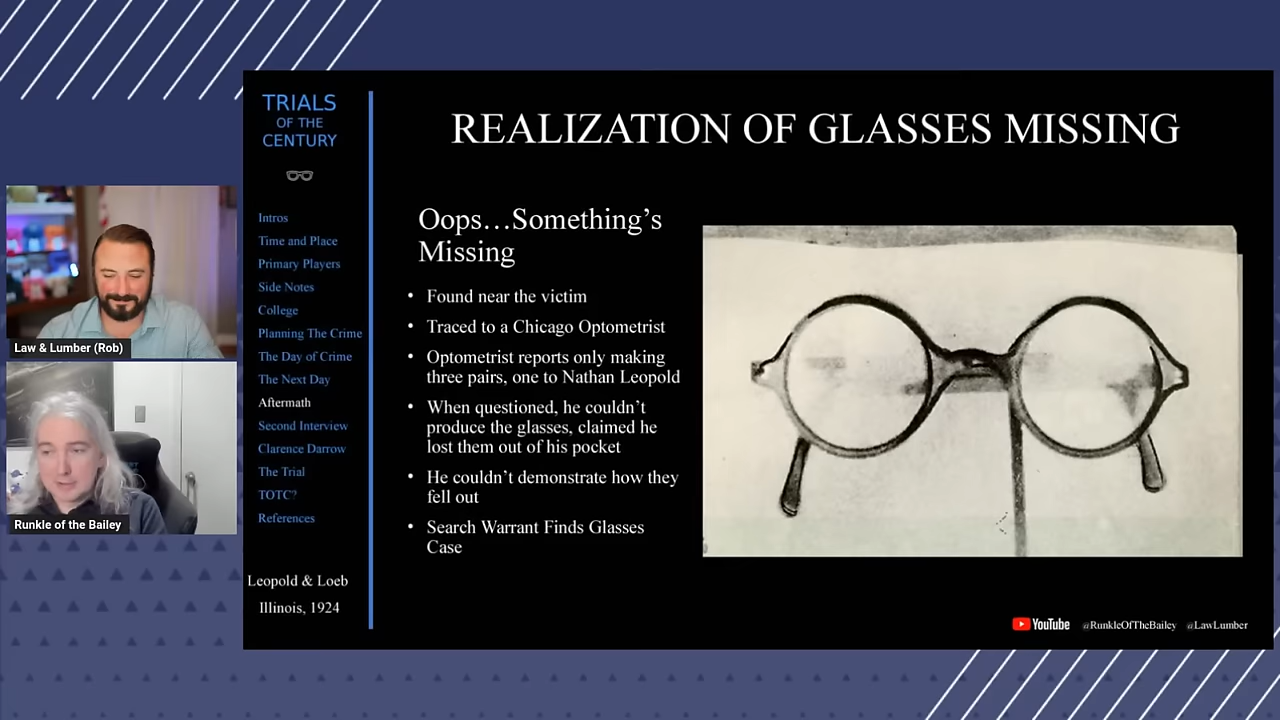 TRIALS
OF THE
CENTURY
Intros
Time and Place
Primary Players
Side Notes
College
Planning The Crime
The Day of Crime
The Next Day
Aftermath
Second Interview
Clarence Darrow
The Trial
TOTC?
References
Leopold & Loeb
Illinois, 1924
REALIZATION OF GLASSES MISSING
Oops…Something’s
Missing
• Found near the victim
• Traced to a Chicago Optometrist
• Optometrist reports only making
three pairs, one to Nathan Leopold
• When questioned, he couldn’t
produce the glasses, claimed he
lost them out of his pocket
• He couldn’t demonstrate how they
fell out
• Search Warrant Finds Glasses
Case
YouTube @RunkleOfTheBailey @LawLumber
Law & Lumber (Rob)
Runkle of the Bailey